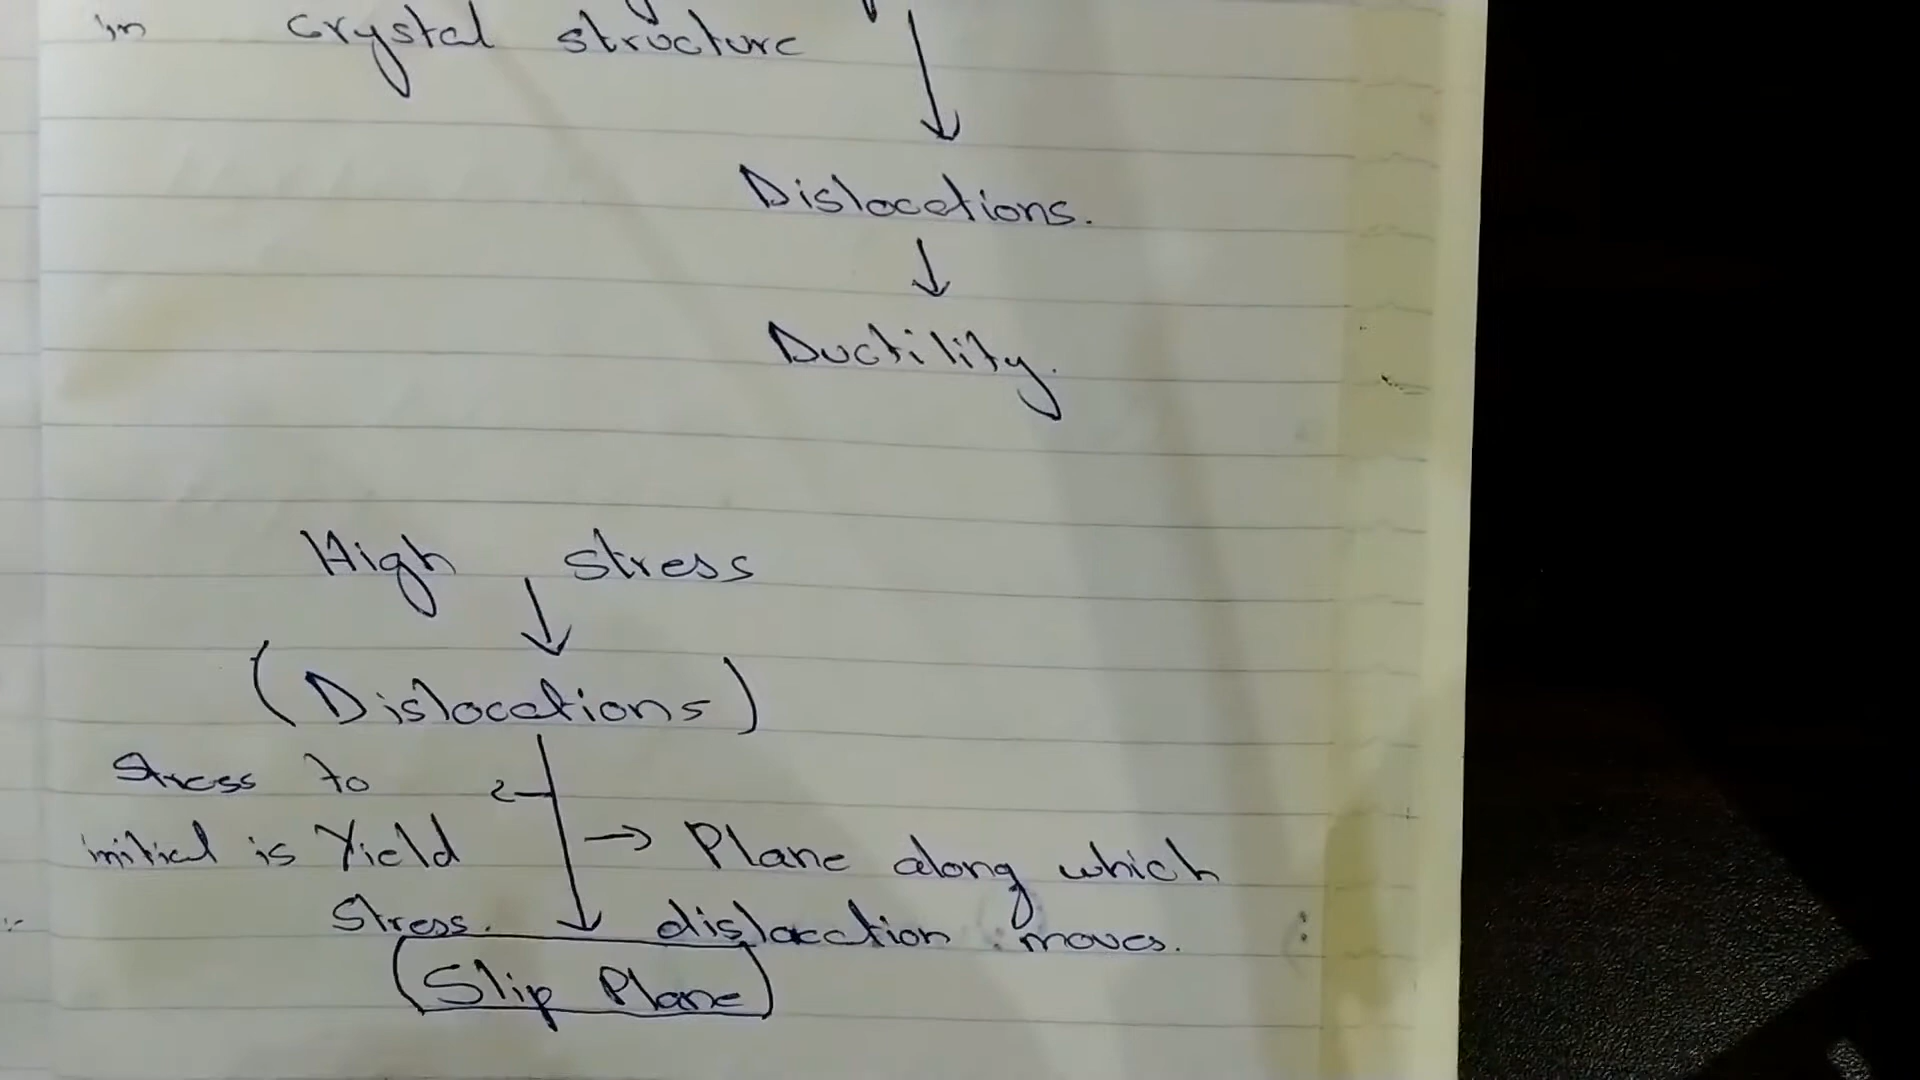 in crystal structure
Dislocations.
Ductility.
High stress
(Dislocations)
Stress to
initial is Yield
Stress.
→ Plane along which
dislocation moves.
Slip Plane